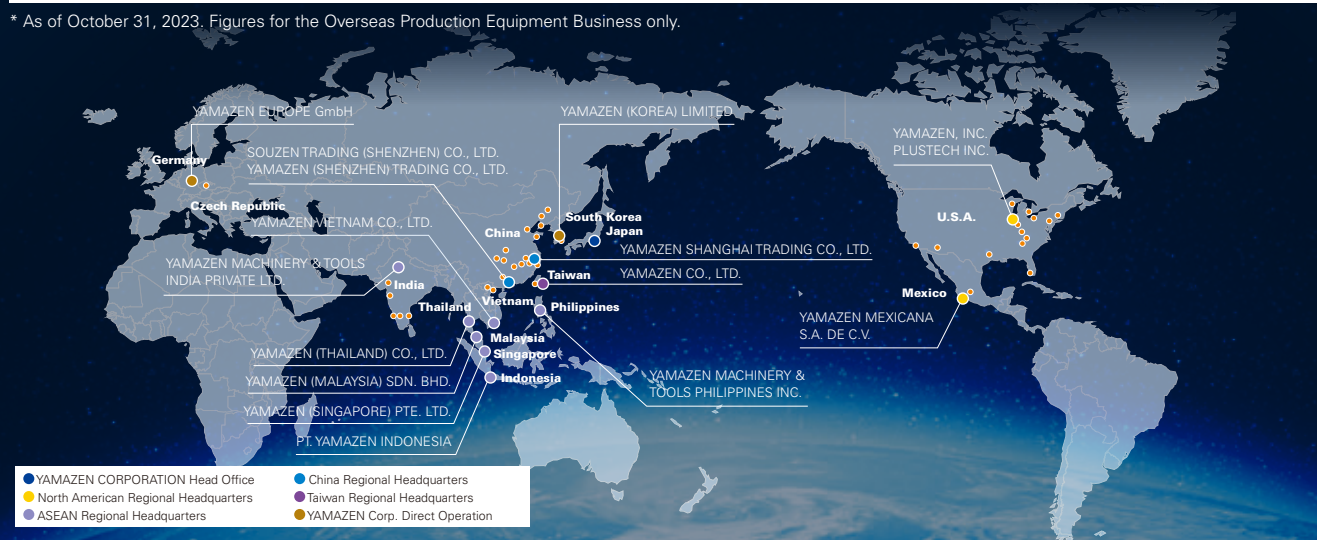 * As of October 31, 2023. Figures for the Overseas Production Equipment Business only.
YAMAZEN EUROPE GmbH
YAMAZEN (KOREA) LIMITED
YAMAZEN, INC.
PLUSTECH INC.
Germany
SOUZEN TRADING (SHENZHEN) CO., LTD.
YAMAZEN (SHENZHEN) TRADING CO., LTD.
Czech Republic
YAMAZEN VIETNAM CO., LTD.
China
South Korea
Japan
U.S.A.
YAMAZEN SHANGHAI TRADING CO., LTD.
YAMAZEN MACHINERY & TOOLS
INDIA PRIVATE LTD.
Taiwan
YAMAZEN CO., LTD.
India
Mexico
Thailand
Vietnam
Philippines
YAMAZEN MEXICANA
S.A. DE C.V.
Malaysia
Singapore
YAMAZEN (THAILAND) CO., LTD.
Indonesia
YAMAZEN (MALAYSIA) SDN. BHD.
YAMAZEN MACHINERY &
TOOLS PHILIPPINES INC.
YAMAZEN (SINGAPORE) PTE. LTD.
PT. YAMAZEN INDONESIA
YAMAZEN CORPORATION Head Office
North American Regional Headquarters
ASEAN Regional Headquarters
China Regional Headquarters
Taiwan Regional Headquarters
YAMAZEN Corp. Direct Operation